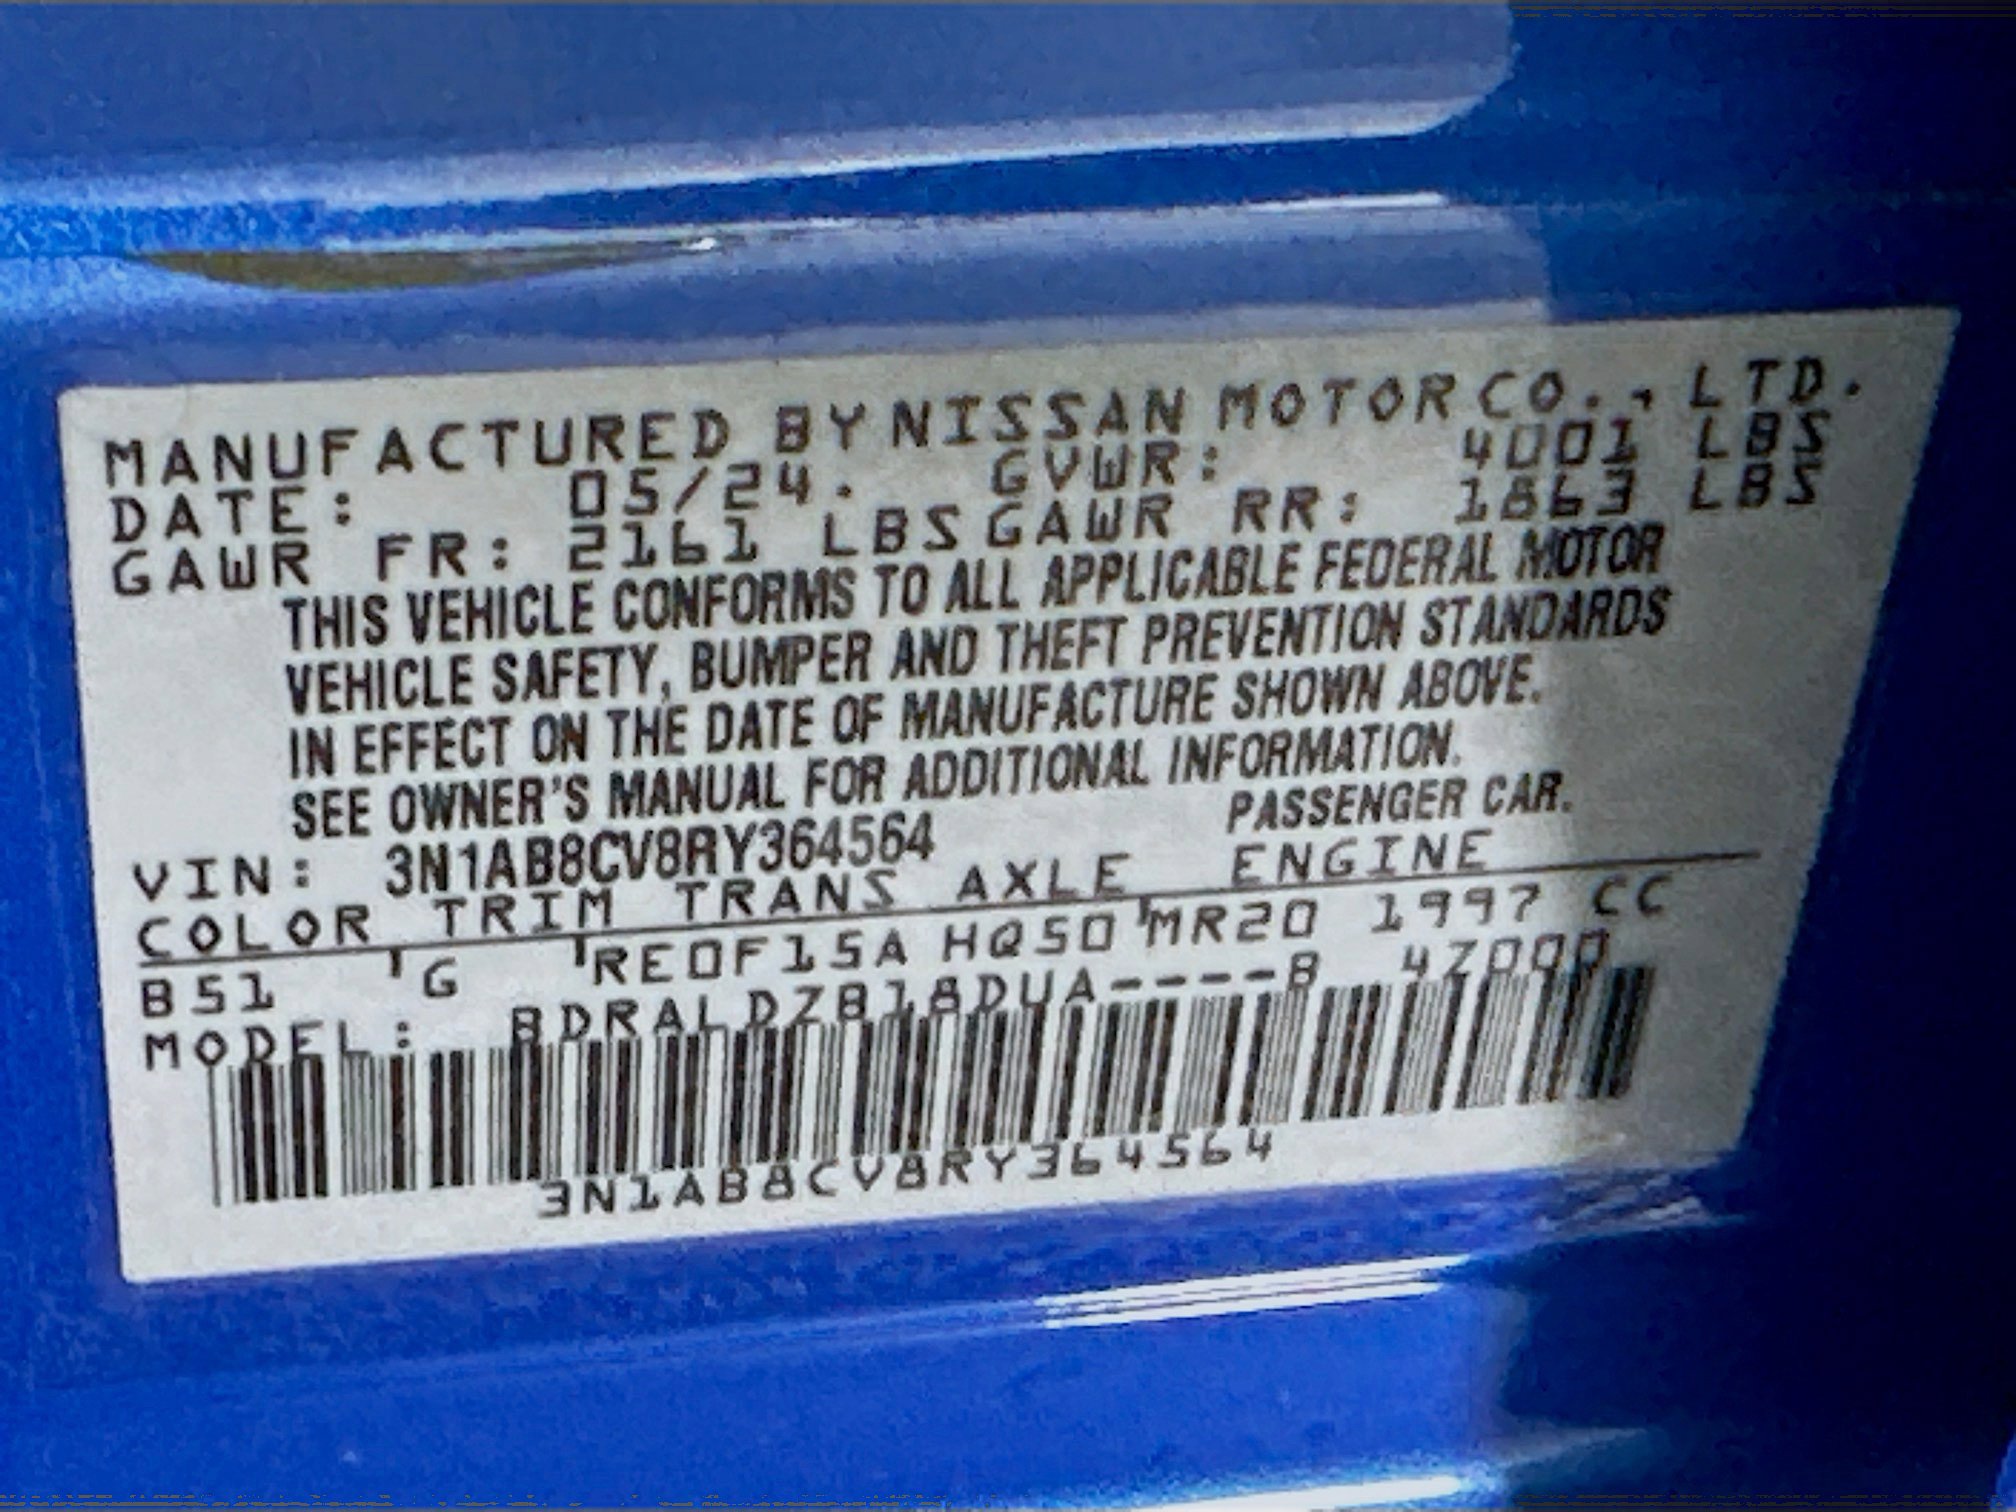 MANUFACTURED BY NISSAN MOTOR CO., LTD.
DATE: 05/24. GVWR: 4001 LBS
GAWR FR: 2161 LBS GAWR RR: 1863 LBS
THIS VEHICLE CONFORMS TO ALL APPLICABLE FEDERAL MOTOR
VEHICLE SAFETY, BUMPER AND THEFT PREVENTION STANDARDS
IN EFFECT ON THE DATE OF MANUFACTURE SHOWN ABOVE.
SEE OWNER'S MANUAL FOR ADDITIONAL INFORMATION.
PASSENGER CAR.
VIN: 3N1AB8CV8RY364564
COLOR TRIM TRANS AXLE ENGINE
B51 G RE0F15A HQ50 MR20 1997 CC
MODEL: BDRALDZB18DUA----B 47000
3N1AB8CV8RY364564